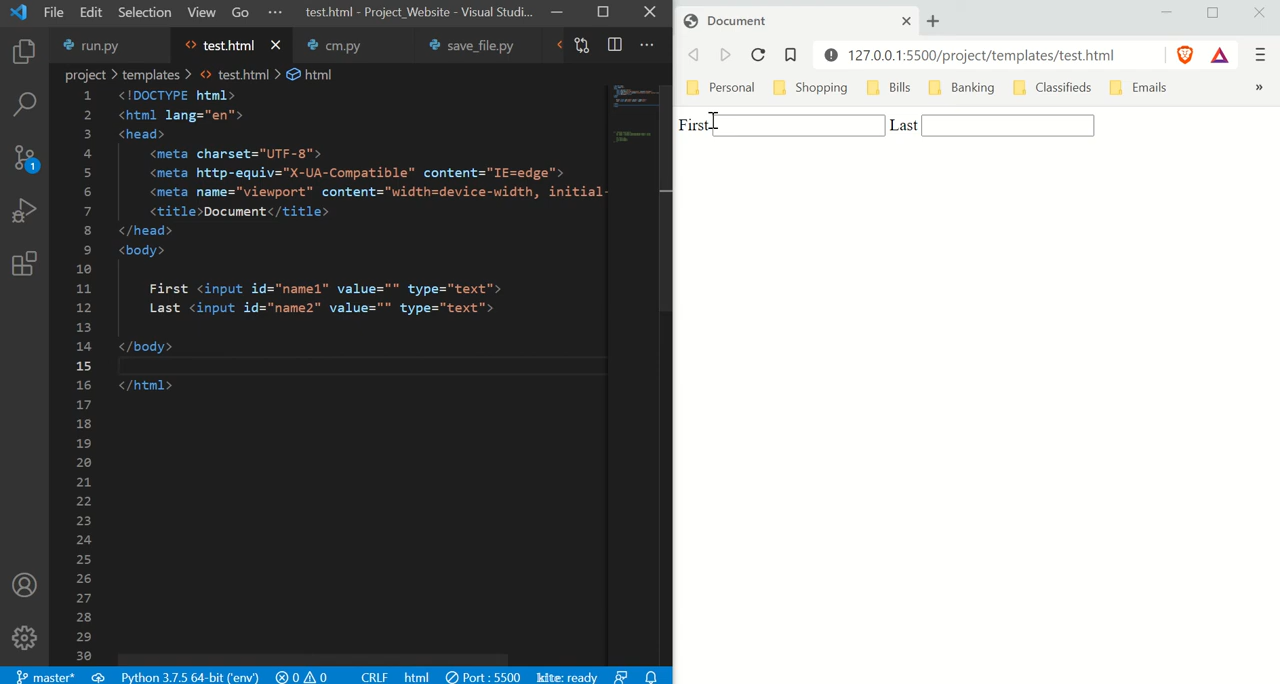 File Edit Selection View Go ··· test.html - Project_Website - Visual Studi...
run.py test.html cm.py save_file.py ···
project > templates > test.html > html
1 <!DOCTYPE html>
2 <html lang="en">
3 <head>
4 <meta charset="UTF-8">
5 <meta http-equiv="X-UA-Compatible" content="IE=edge">
6 <meta name="viewport" content="width=device-width, initial-
7 <title>Document</title>
8 </head>
9 <body>
10
11 First <input id="name1" value="" type="text">
12 Last <input id="name2" value="" type="text">
13
14 </body>
15
16 </html>
17
18
19
20
21
22
23
24
25
26
27
28
29
30
1
master* Python 3.7.5 64-bit ('env') 0 0 CRLF html Port : 5500 kite: ready
Document
127.0.0.1:5500/project/templates/test.html
Personal Shopping Bills Banking Classifieds Emails »
First Last